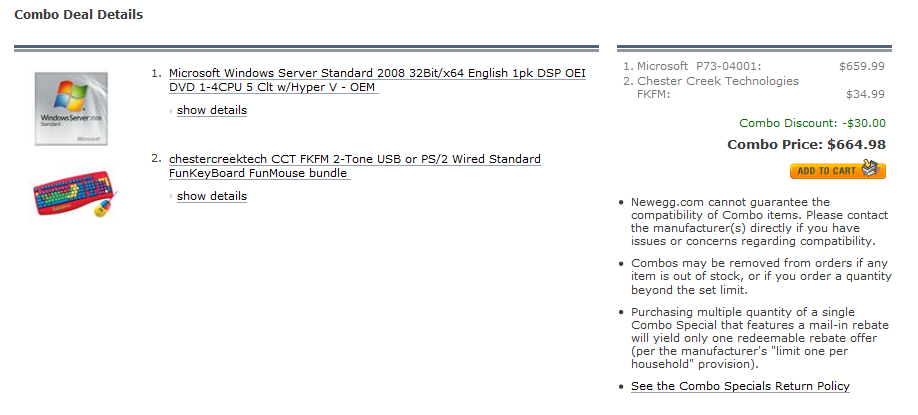 Combo Deal Details
Windows Server 2008
Standard
Microsoft
1. Microsoft Windows Server Standard 2008 32Bit/x64 English 1pk DSP OEI
DVD 1-4CPU 5 Clt w/Hyper V - OEM
show details
2. chestercreektech CCT FKFM 2-Tone USB or PS/2 Wired Standard
FunKeyBoard FunMouse bundle
show details
1. Microsoft P73-04001: $659.99
2. Chester Creek Technologies
FKFM: $34.99
Combo Discount: -$30.00
Combo Price: $664.98
ADD TO CART
• Newegg.com cannot guarantee the
compatibility of Combo items. Please contact
the manufacturer(s) directly if you have
issues or concerns regarding compatibility.
• Combos may be removed from orders if any
item is out of stock, or if you order a quantity
beyond the set limit.
• Purchasing multiple quantity of a single
Combo Special that features a mail-in rebate
will yield only one redeemable rebate offer
(per the manufacturer's "limit one per
household" provision).
• See the Combo Specials Return Policy